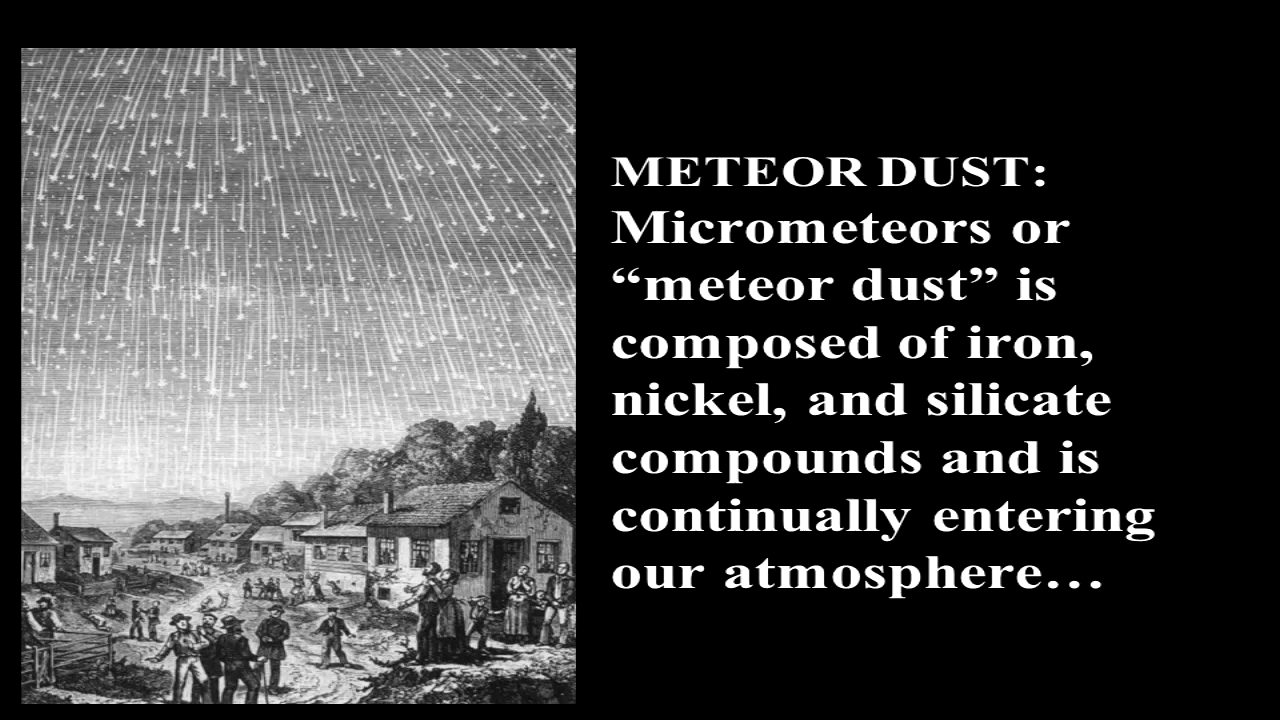 METEOR DUST:
Micrometeors or
“meteor dust” is
composed of iron,
nickel, and silicate
compounds and is
continually entering
our atmosphere…